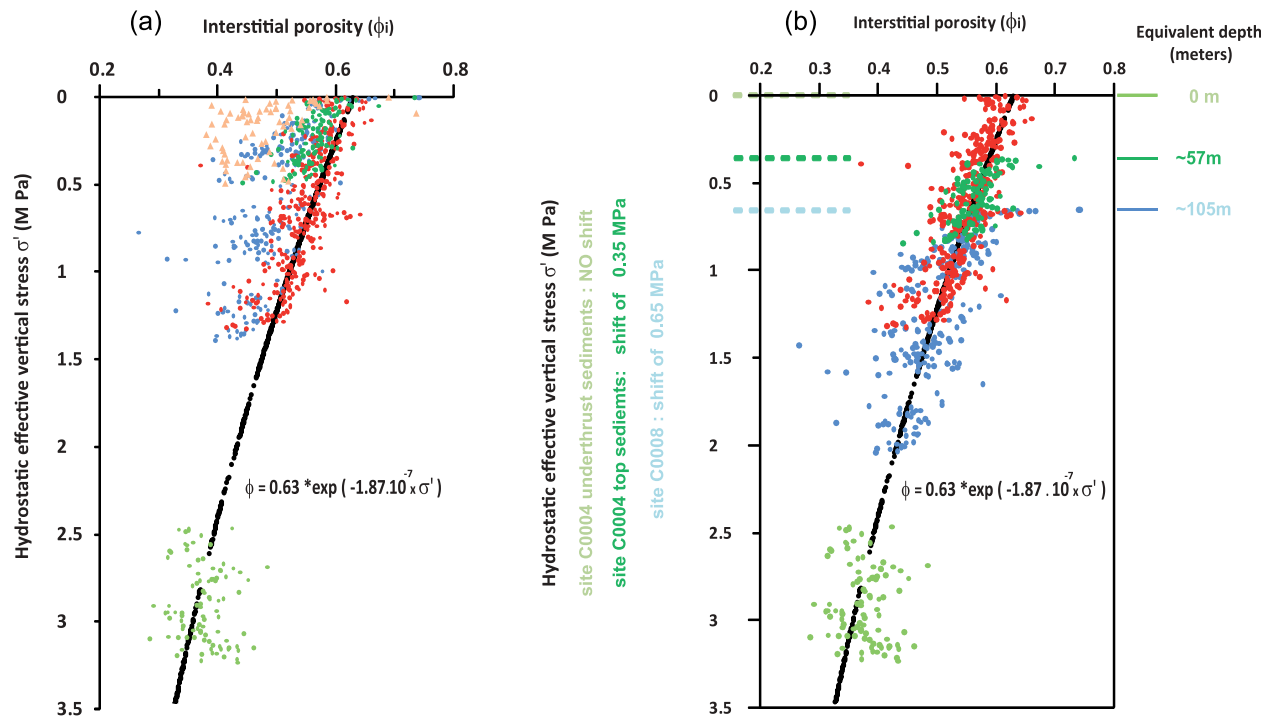 (a)
Interstitial porosity (ϕi)
0.2 0.4 0.6 0.8
0
0.5
1
1.5
2
2.5
3
3.5
Hydrostatic effective vertical stress σ' (M Pa)
ϕ = 0.63 *exp ( -1.87.10⁻⁷ x σ' )
(b)
Interstitial porosity (ϕi)
0.2 0.3 0.4 0.5 0.6 0.7 0.8
0
0.5
1
1.5
2
2.5
3
3.5
Hydrostatic effective vertical stress σ' (M Pa)
site C0004 underthrust sediments : NO shift
site C0004 top sediemts: shift of 0.35 MPa
site C0008 : shift of 0.65 MPa
ϕ = 0.63 *exp ( -1.87 . 10⁻⁷ x σ' )
Equivalent depth
(meters)
0 m
~57m
~105m